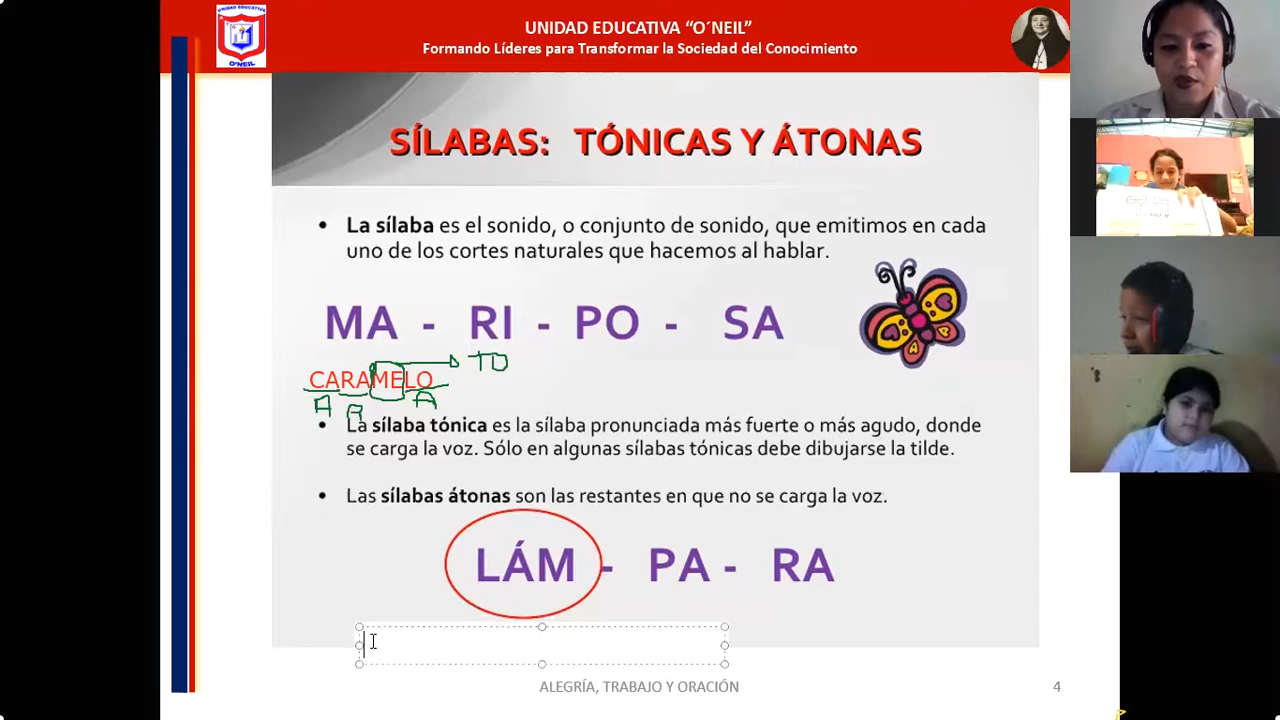 UNIDAD EDUCATIVA “O´NEIL”
Formando Líderes para Transformar la Sociedad del Conocimiento
O'NEIL
SÍLABAS: TÓNICAS Y ÁTONAS
• La sílaba es el sonido, o conjunto de sonido, que emitimos en cada
uno de los cortes naturales que hacemos al hablar.
MA - RI - PO - SA
TO
CARAMELO
A A A
• La sílaba tónica es la sílaba pronunciada más fuerte o más agudo, donde
se carga la voz. Sólo en algunas sílabas tónicas debe dibujarse la tilde.
• Las sílabas átonas son las restantes en que no se carga la voz.
LÁM - PA - RA
ALEGRÍA, TRABAJO Y ORACIÓN
4